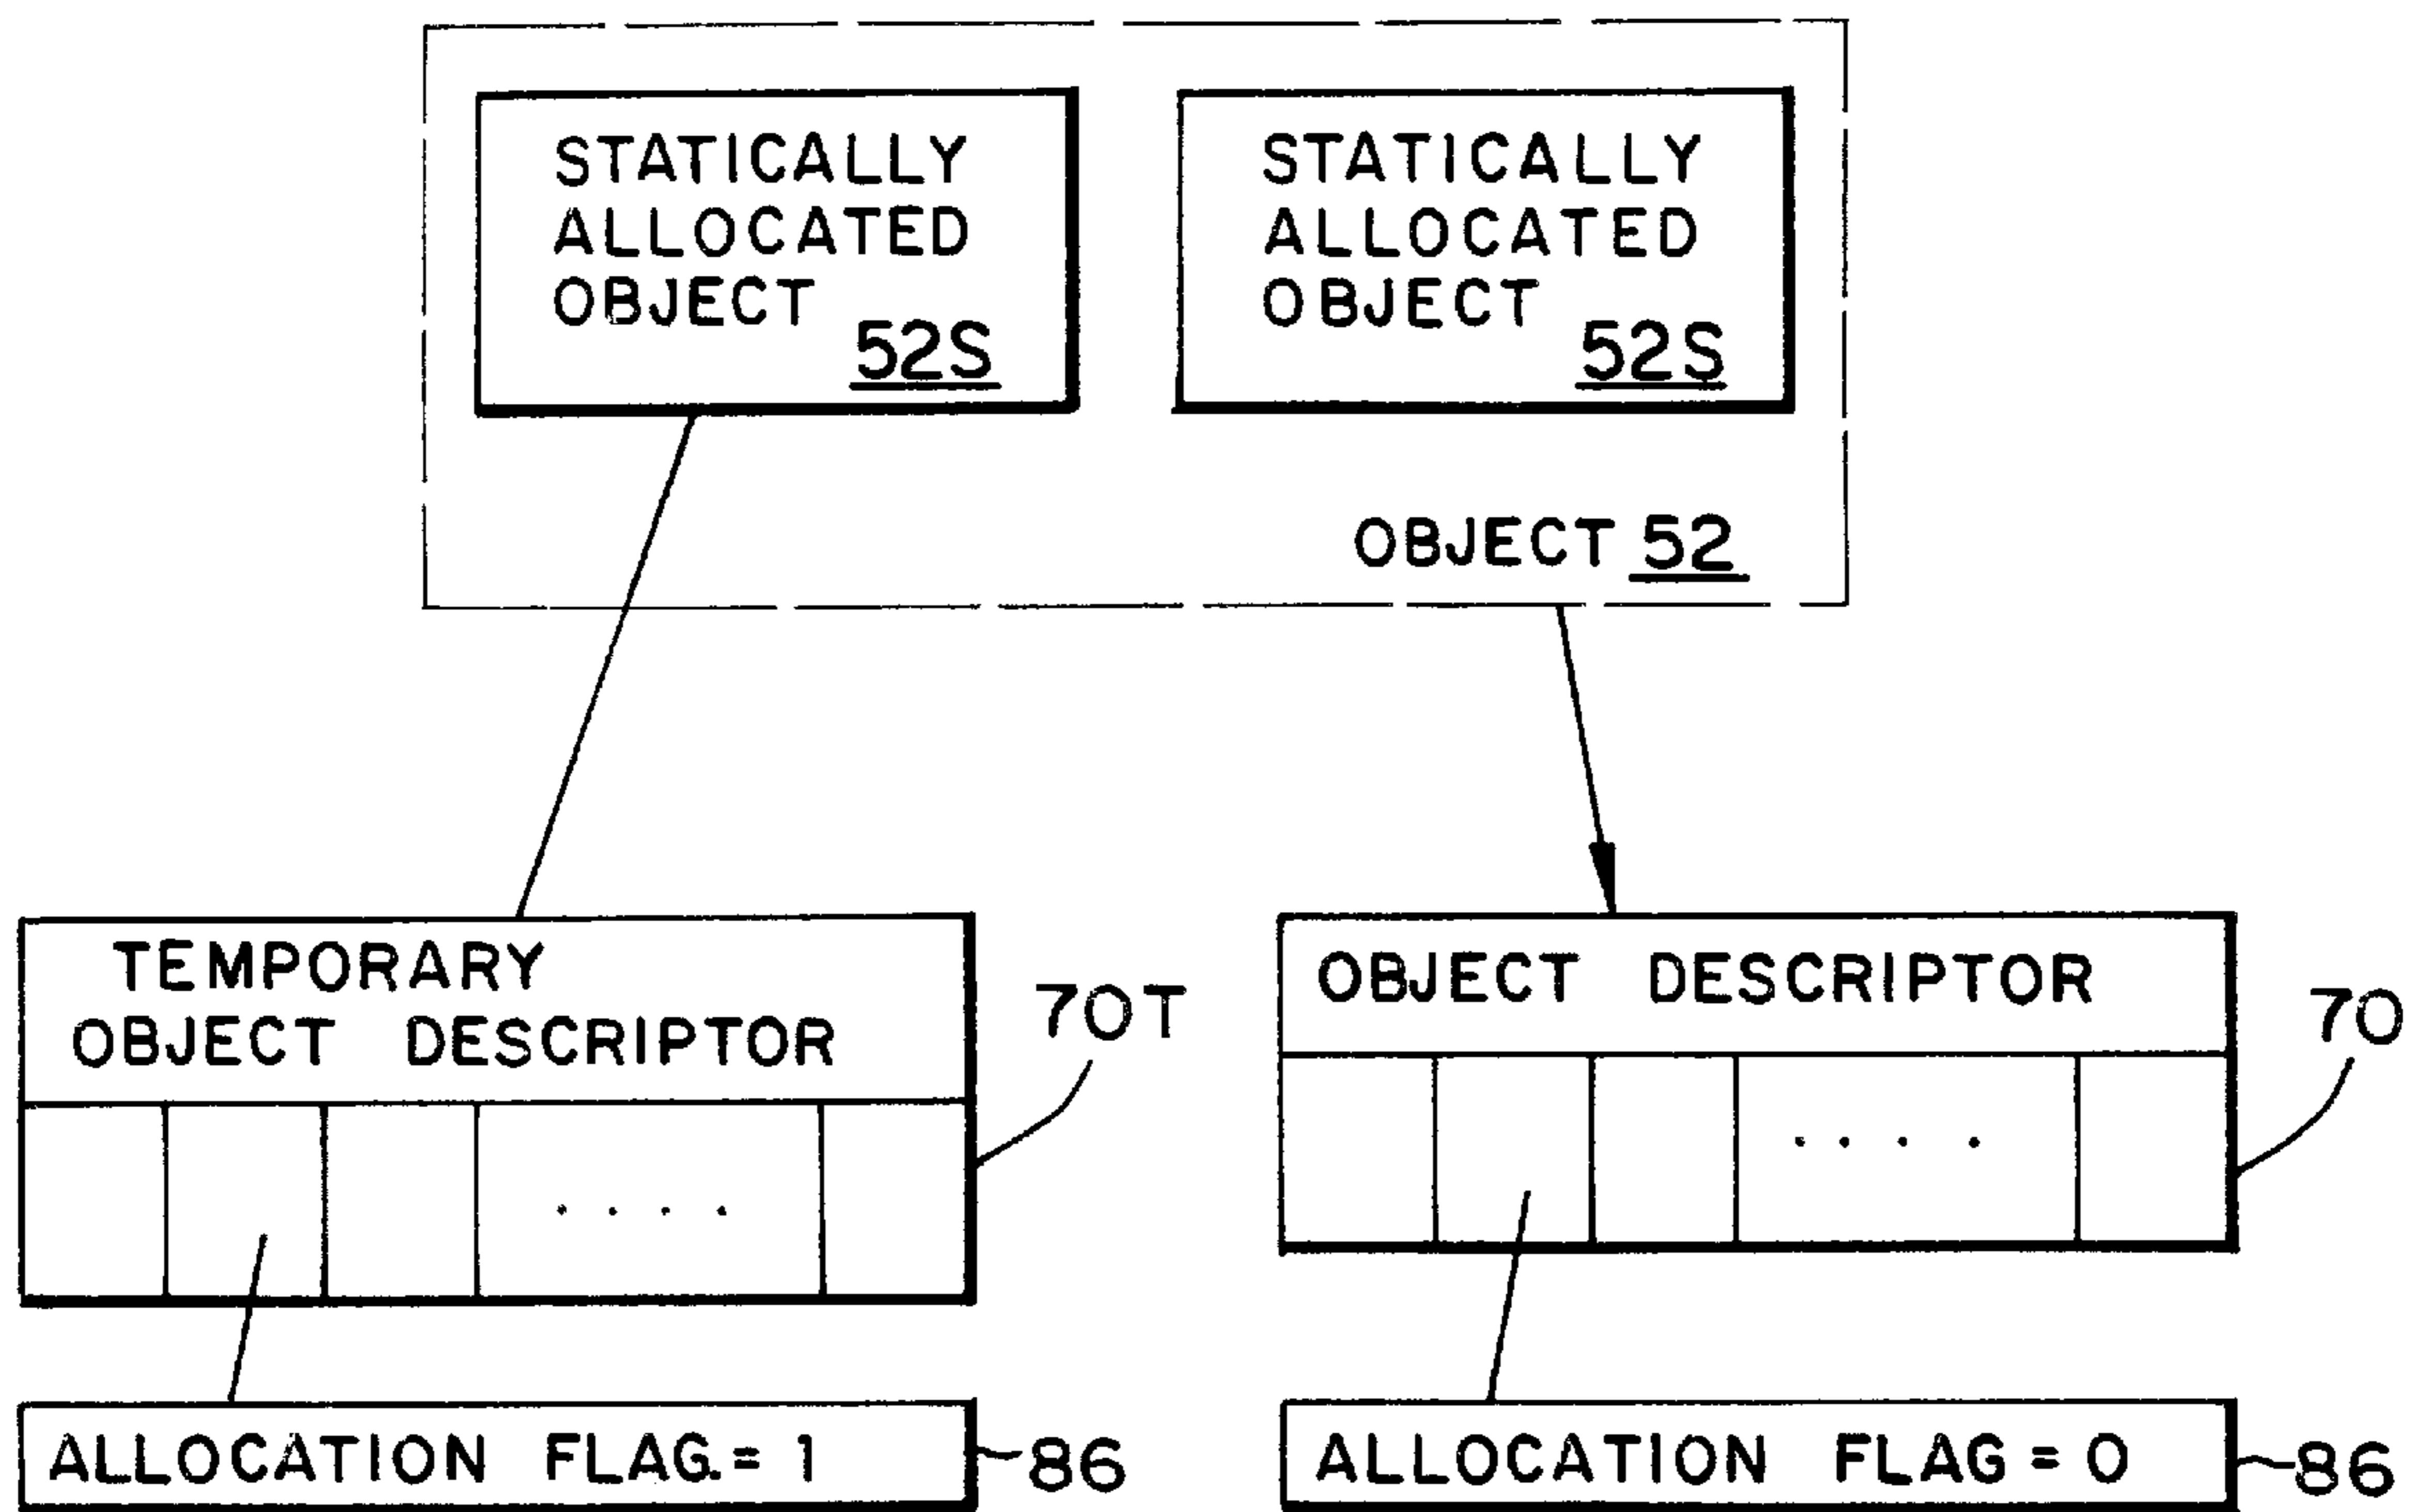 STATICALLY
ALLOCATED
OBJECT
52S
STATICALLY
ALLOCATED
OBJECT
52S
OBJECT 52
TEMPORARY
OBJECT DESCRIPTOR
70T
OBJECT DESCRIPTOR
70
. . . .
. . . .
ALLOCATION FLAG = 1
86
ALLOCATION FLAG = 0
86